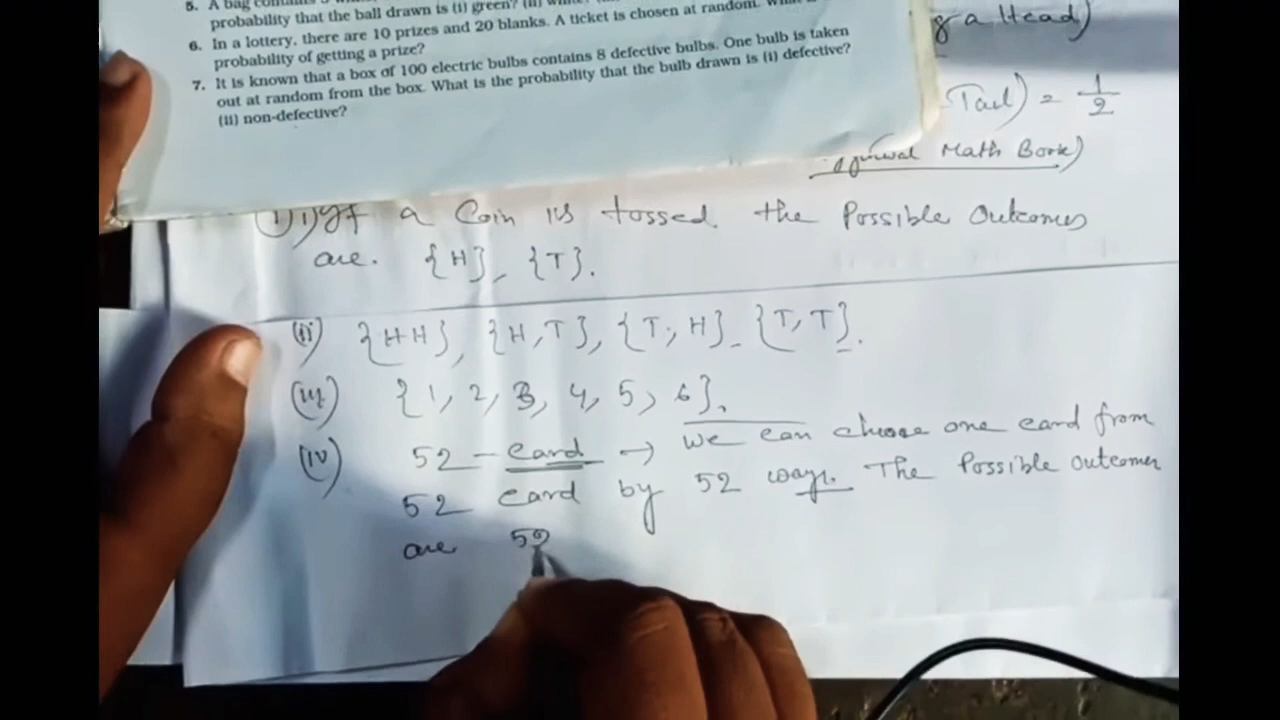 5. A bag contains
probability that the ball drawn is (i) green? (ii)
6. In a lottery, there are 10 prizes and 20 blanks. A ticket is chosen at random.
probability of getting a prize?
7. It is known that a box of 100 electric bulbs contains 8 defective bulbs. One bulb is taken
out at random from the box. What is the probability that the bulb drawn is (i) defective?
(ii) non-defective?
g a Head)
Tail) = 1/2
Math Book)
1) i) If a Coin is tossed the Possible Outcomes
are. {H}, {T}.
(ii) {HH}, {H,T}, {T, H}, {T,T}.
(iii) {1, 2, 3, 4, 5, 6}.
(iv) 52 - card → we can choose one card from
52 card by 52 ways. The Possible outcomes
are 52